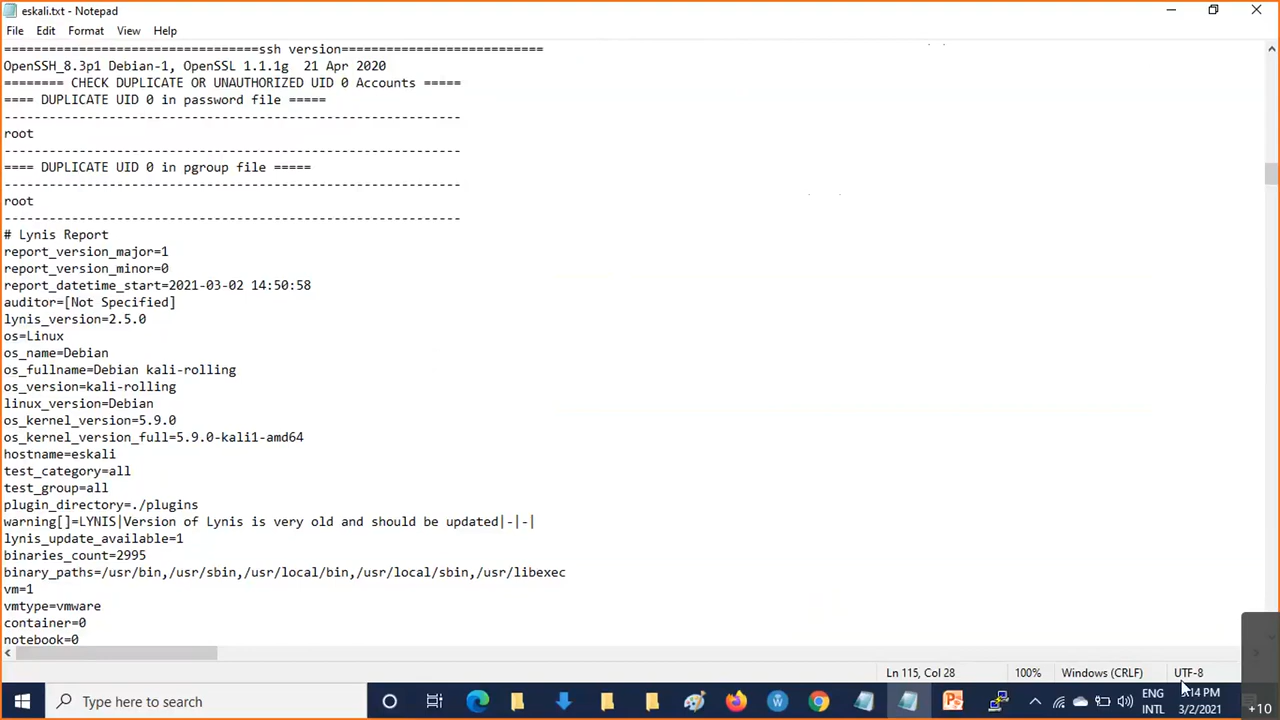 eskali.txt - Notepad
File Edit Format View Help
==================================ssh version===========================
OpenSSH_8.3p1 Debian-1, OpenSSL 1.1.1g  21 Apr 2020
======== CHECK DUPLICATE OR UNAUTHORIZED UID 0 Accounts =====
==== DUPLICATE UID 0 in password file =====
-------------------------------------------------------------
root
-------------------------------------------------------------
==== DUPLICATE UID 0 in pgroup file =====
-------------------------------------------------------------
root
-------------------------------------------------------------
# Lynis Report
report_version_major=1
report_version_minor=0
report_datetime_start=2021-03-02 14:50:58
auditor=[Not Specified]
lynis_version=2.5.0
os=Linux
os_name=Debian
os_fullname=Debian kali-rolling
os_version=kali-rolling
linux_version=Debian
os_kernel_version=5.9.0
os_kernel_version_full=5.9.0-kali1-amd64
hostname=eskali
test_category=all
test_group=all
plugin_directory=./plugins
warning[]=LYNIS|Version of Lynis is very old and should be updated|-|-|
lynis_update_available=1
binaries_count=2995
binary_paths=/usr/bin,/usr/sbin,/usr/local/bin,/usr/local/sbin,/usr/libexec
vm=1
vmtype=vmware
container=0
notebook=0
Ln 115, Col 28 100% Windows (CRLF) UTF-8
Type here to search
ENG
INTL
:14 PM
3/2/2021
+10